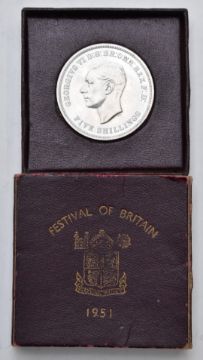 GEORGIVS VI D:G:BR:OMN:REX F:D:
FIVE SHILLINGS
FESTIVAL OF BRITAIN
1951